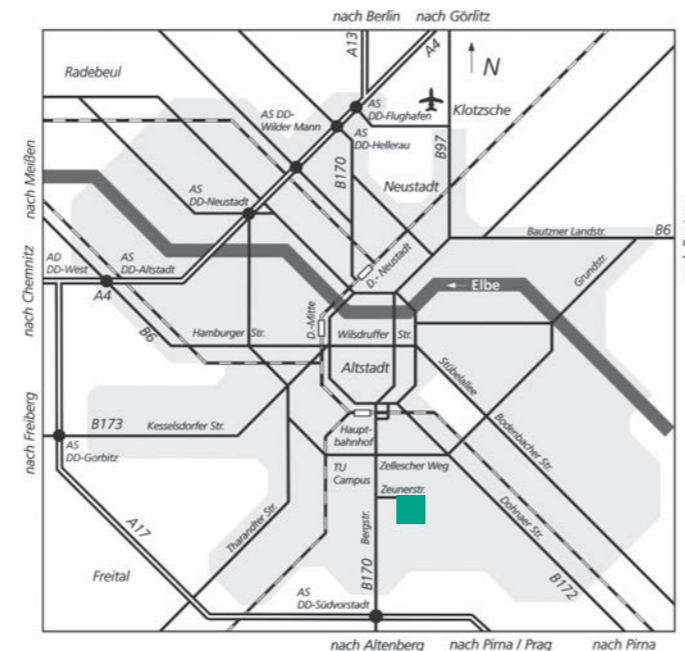 nach Berlin
nach Görlitz
A13
A4
N
Radebeul
AS DD-
Wilder Mann
AS
DD-Flughafen
Klotzsche
AS
DD-Hellerau
B97
B170
Neustadt
nach Meißen
AS
DD-Neustadt
Bautzner Landstr.
B6
D.- Neustadt
Grundstr.
nach Chemnitz
AD
DD-West
AS
DD-Altstadt
A4
← Elbe
B6
Hamburger Str.
D.-Mitte
Wilsdruffer Str.
Altstadt
Stübelallee
nach Freiberg
B173
Kesselsdorfer Str.
Bodenbacher Str.
Haupt-
bahnhof
AS
DD-Gorbitz
TU
Campus
Zellescher Weg
Zeunerstr.
A17
Tharandter Str.
Bergstr.
Dohnaer Str.
Freital
B170
B172
AS
DD-Südvorstadt
nach Altenberg
nach Pirna / Prag
nach Pirna